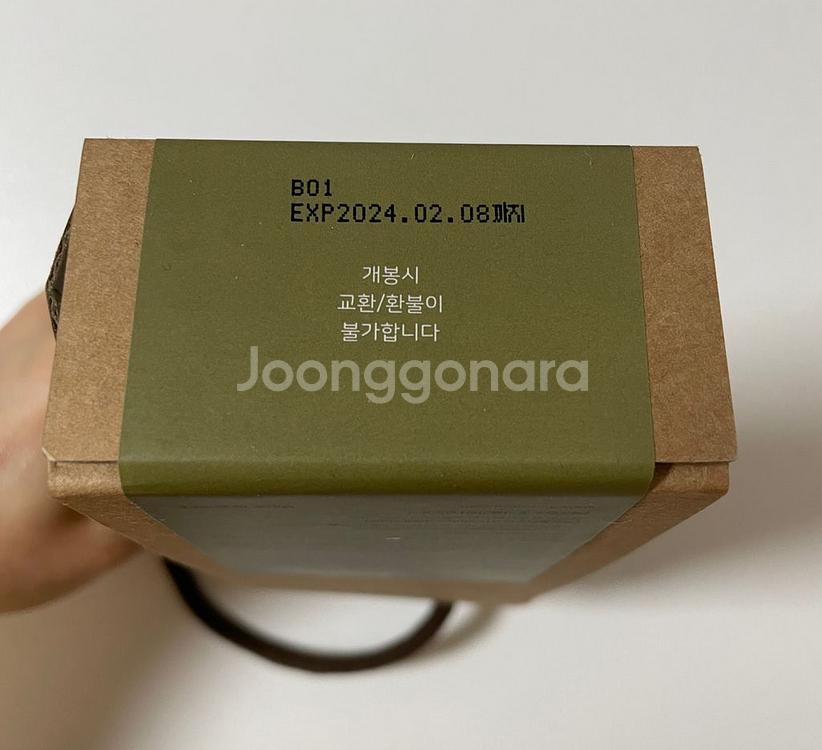 B01
EXP2024.02.08까지
개봉시
교환/환불이
불가합니다
Joonggonara